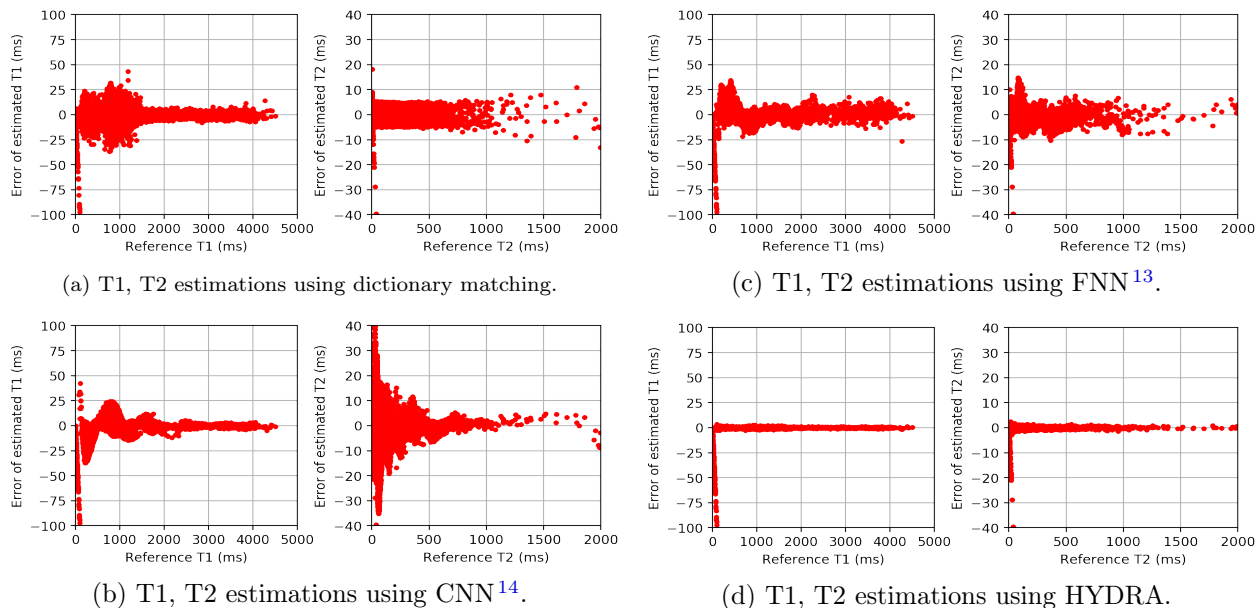 Error of estimated T1 (ms)
100
75
50
25
0
−25
−50
−75
−100
0 1000 2000 3000 4000 5000
Reference T1 (ms)
Error of estimated T2 (ms)
40
30
20
10
0
−10
−20
−30
−40
0 500 1000 1500 2000
Reference T2 (ms)
(a) T1, T2 estimations using dictionary matching.
Error of estimated T1 (ms)
100
75
50
25
0
−25
−50
−75
−100
0 1000 2000 3000 4000 5000
Reference T1 (ms)
Error of estimated T2 (ms)
40
30
20
10
0
−10
−20
−30
−40
0 500 1000 1500 2000
Reference T2 (ms)
(c) T1, T2 estimations using FNN13.
Error of estimated T1 (ms)
100
75
50
25
0
−25
−50
−75
−100
0 1000 2000 3000 4000 5000
Reference T1 (ms)
Error of estimated T2 (ms)
40
30
20
10
0
−10
−20
−30
−40
0 500 1000 1500 2000
Reference T2 (ms)
(b) T1, T2 estimations using CNN14.
Error of estimated T1 (ms)
100
75
50
25
0
−25
−50
−75
−100
0 1000 2000 3000 4000 5000
Reference T1 (ms)
Error of estimated T2 (ms)
40
30
20
10
0
−10
−20
−30
−40
0 500 1000 1500 2000
Reference T2 (ms)
(d) T1, T2 estimations using HYDRA.